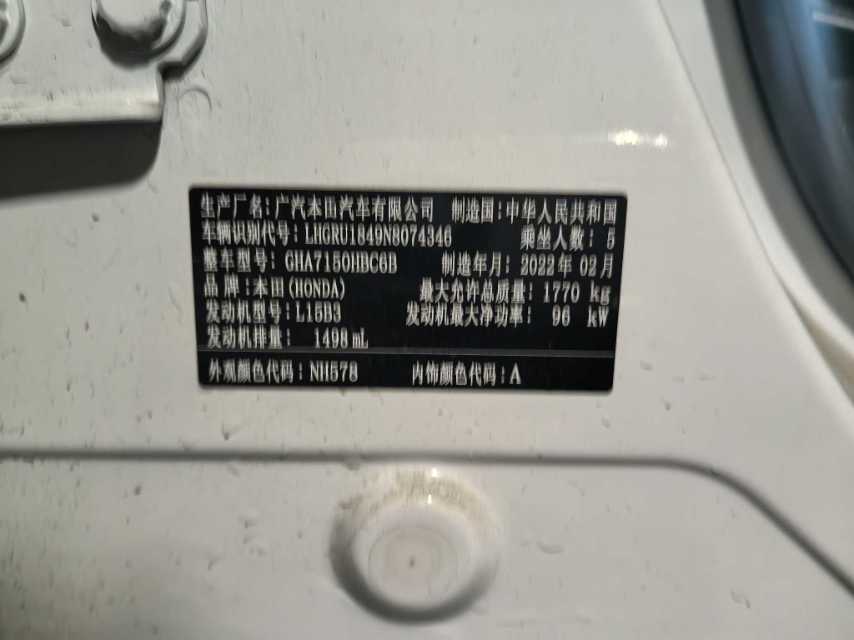 生产厂名：广汽本田汽车有限公司 制造国：中华人民共和国
车辆识别代号：LHGRU1849N8074346 乘坐人数：5
整车型号：GHA7150HBC6B 制造年月：2022年 02月
品牌：本田(HONDA) 最大允许总质量：1770 kg
发动机型号：L15B3 发动机最大净功率：96 kW
发动机排量：1498 mL
外观颜色代码：NH578 内饰颜色代码：A